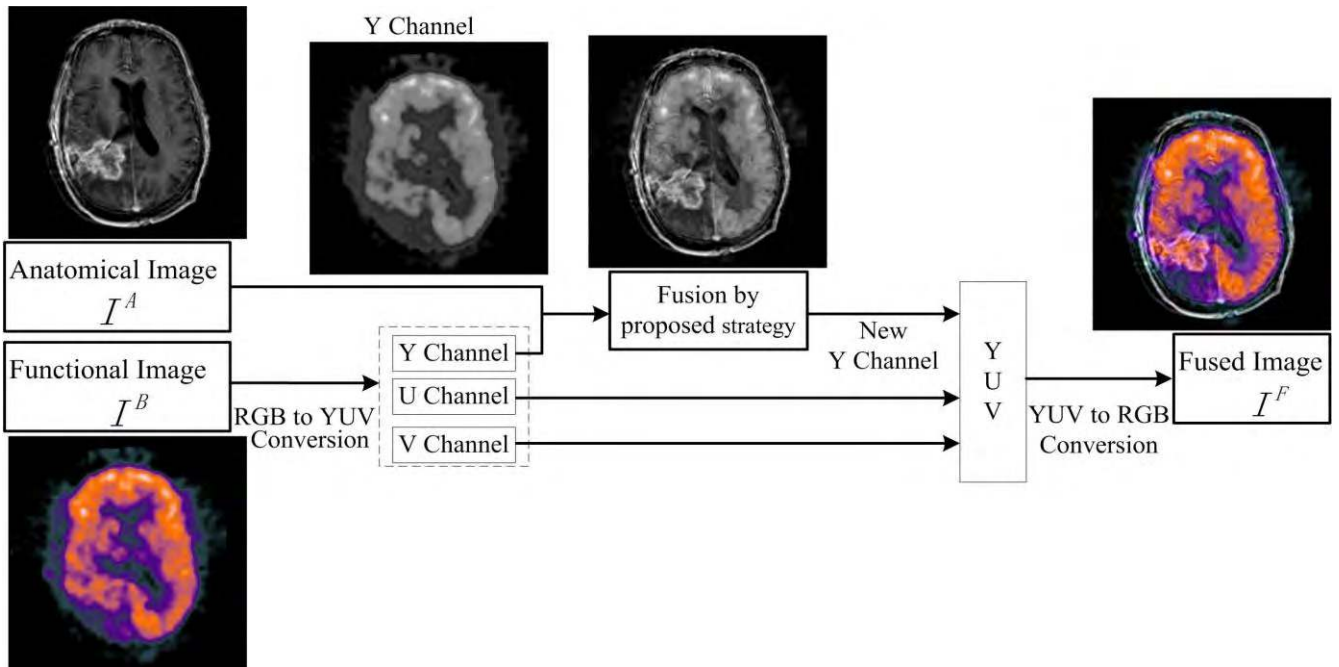 Y Channel
Anatomical Image
I^A
Functional Image
I^B
RGB to YUV
Conversion
Y Channel
U Channel
V Channel
Fusion by
proposed strategy
New
Y Channel
Y
U
V
YUV to RGB
Conversion
Fused Image
I^F